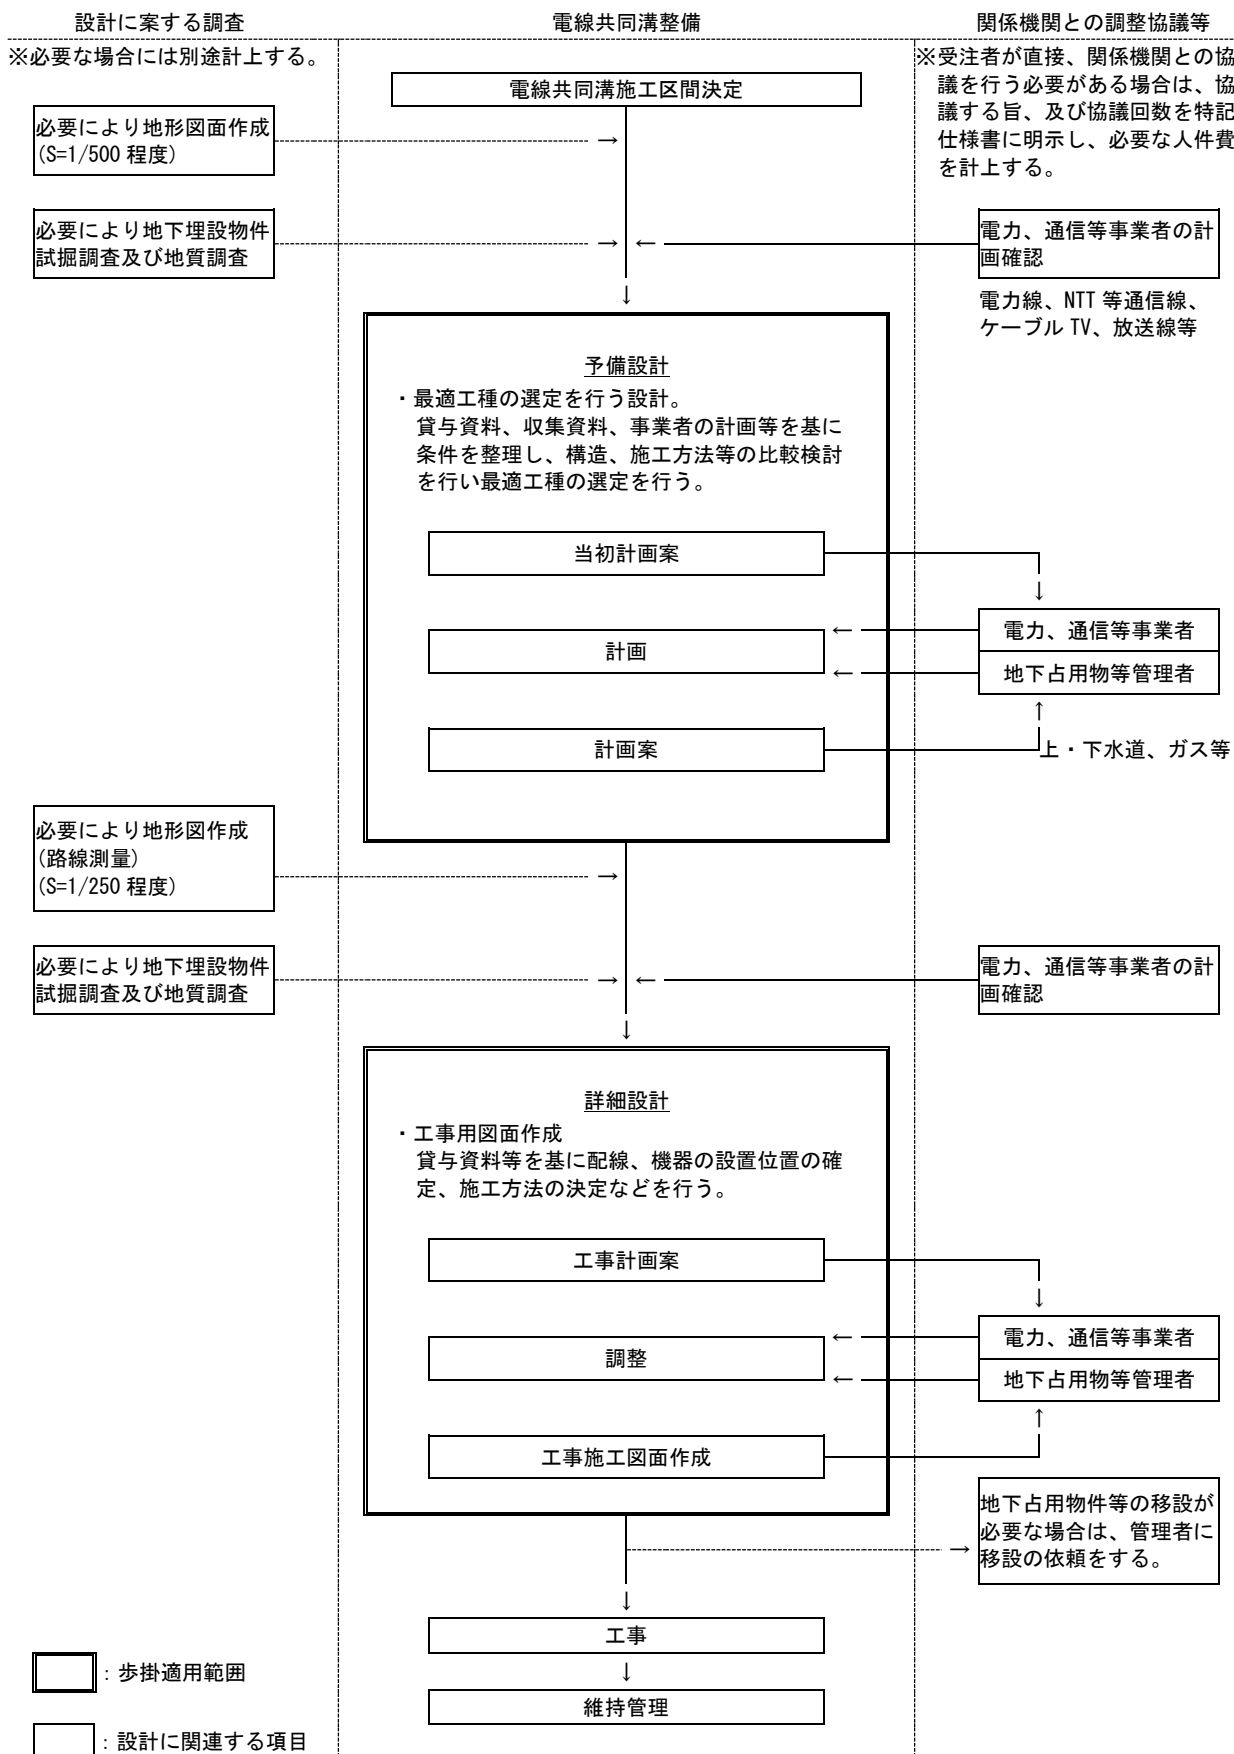 設計に案する調査
電線共同溝整備
関係機関との調整協議等
※必要な場合には別途計上する。
※受注者が直接、関係機関との協
議を行う必要がある場合は、協
議する旨、及び協議回数を特記
仕様書に明示し、必要な人件費
を計上する。
電線共同溝施工区間決定
必要により地形図面作成
(S=1/500 程度)
→
必要により地下埋設物件
試掘調査及び地質調査
→ ←
電力、通信等事業者の計
画確認
電力線、NTT 等通信線、
ケーブル TV、放送線等
↓
予備設計
・最適工種の選定を行う設計。
貸与資料、収集資料、事業者の計画等を基に
条件を整理し、構造、施工方法等の比較検討
を行い最適工種の選定を行う。
当初計画案
↓
電力、通信等事業者
←
計画
←
地下占用物等管理者
↑
計画案
上・下水道、ガス等
必要により地形図作成
(路線測量)
(S=1/250 程度)
→
必要により地下埋設物件
試掘調査及び地質調査
→ ←
電力、通信等事業者の計
画確認
↓
詳細設計
・工事用図面作成
貸与資料等を基に配線、機器の設置位置の確
定、施工方法の決定などを行う。
工事計画案
↓
電力、通信等事業者
←
調整
←
地下占用物等管理者
↑
工事施工図面作成
地下占用物件等の移設が
必要な場合は、管理者に
移設の依頼をする。
→
↓
工事
↓
維持管理
：歩掛適用範囲
：設計に関連する項目